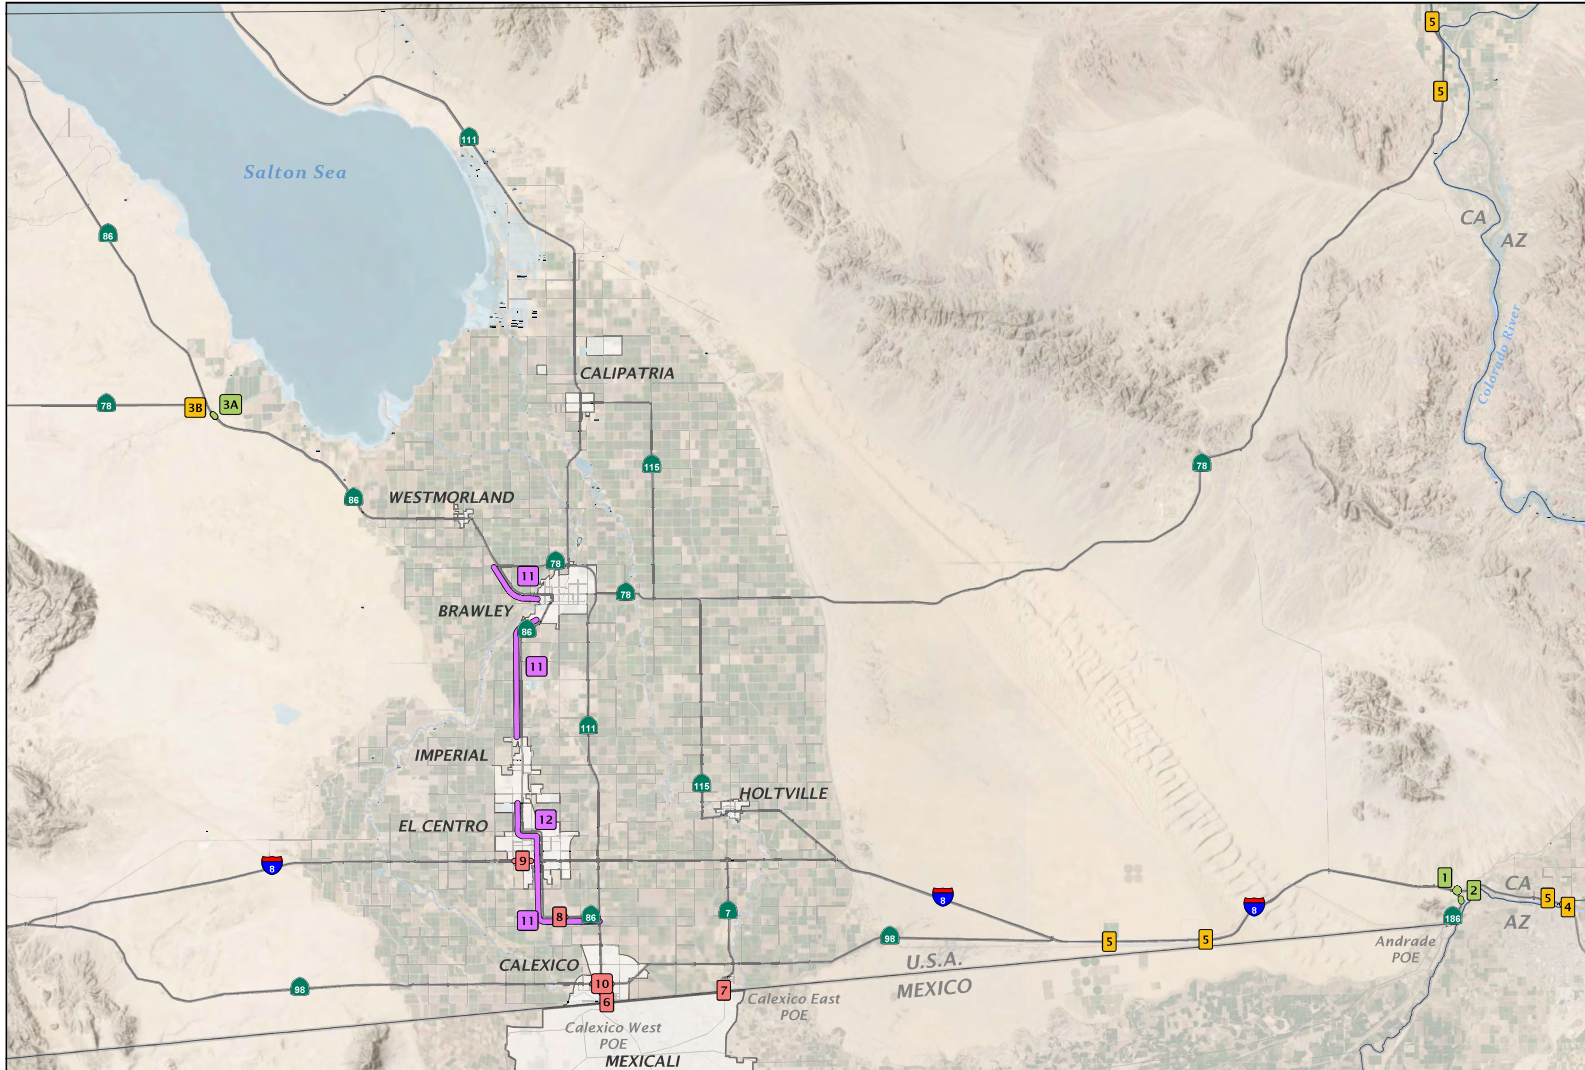 5
5
111
Salton Sea
CA
AZ
86
Colorado River
CALIPATRIA
78
3B
3A
115
78
WESTMORLAND
86
78
11
78
BRAWLEY
86
11
111
IMPERIAL
115
HOLTVILLE
12
EL CENTRO
9
8
8
8
1
2
CA
5
4
AZ
186
11
8
86
7
98
5
5
Andrade
POE
U.S.A.
MEXICO
CALEXICO
98
10
6
7
Calexico East
POE
Calexico West
POE
MEXICALI